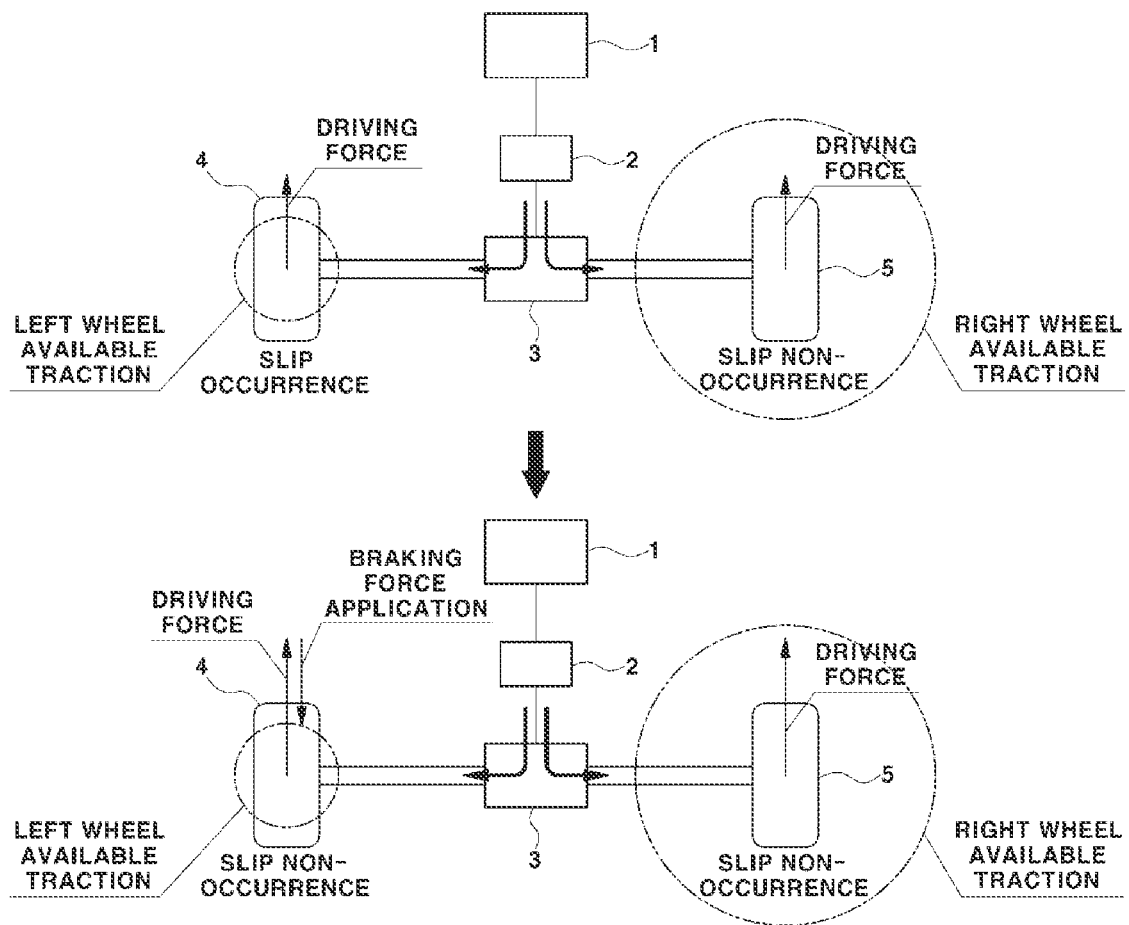 1
DRIVING
FORCE
4
2
DRIVING
FORCE
5
LEFT WHEEL
AVAILABLE
TRACTION
SLIP
OCCURRENCE
3
SLIP NON-
OCCURRENCE
RIGHT WHEEL
AVAILABLE
TRACTION
1
BRAKING
FORCE
APPLICATION
DRIVING
FORCE
4
2
DRIVING
FORCE
5
LEFT WHEEL
AVAILABLE
TRACTION
SLIP NON-
OCCURRENCE
3
SLIP NON-
OCCURRENCE
RIGHT WHEEL
AVAILABLE
TRACTION